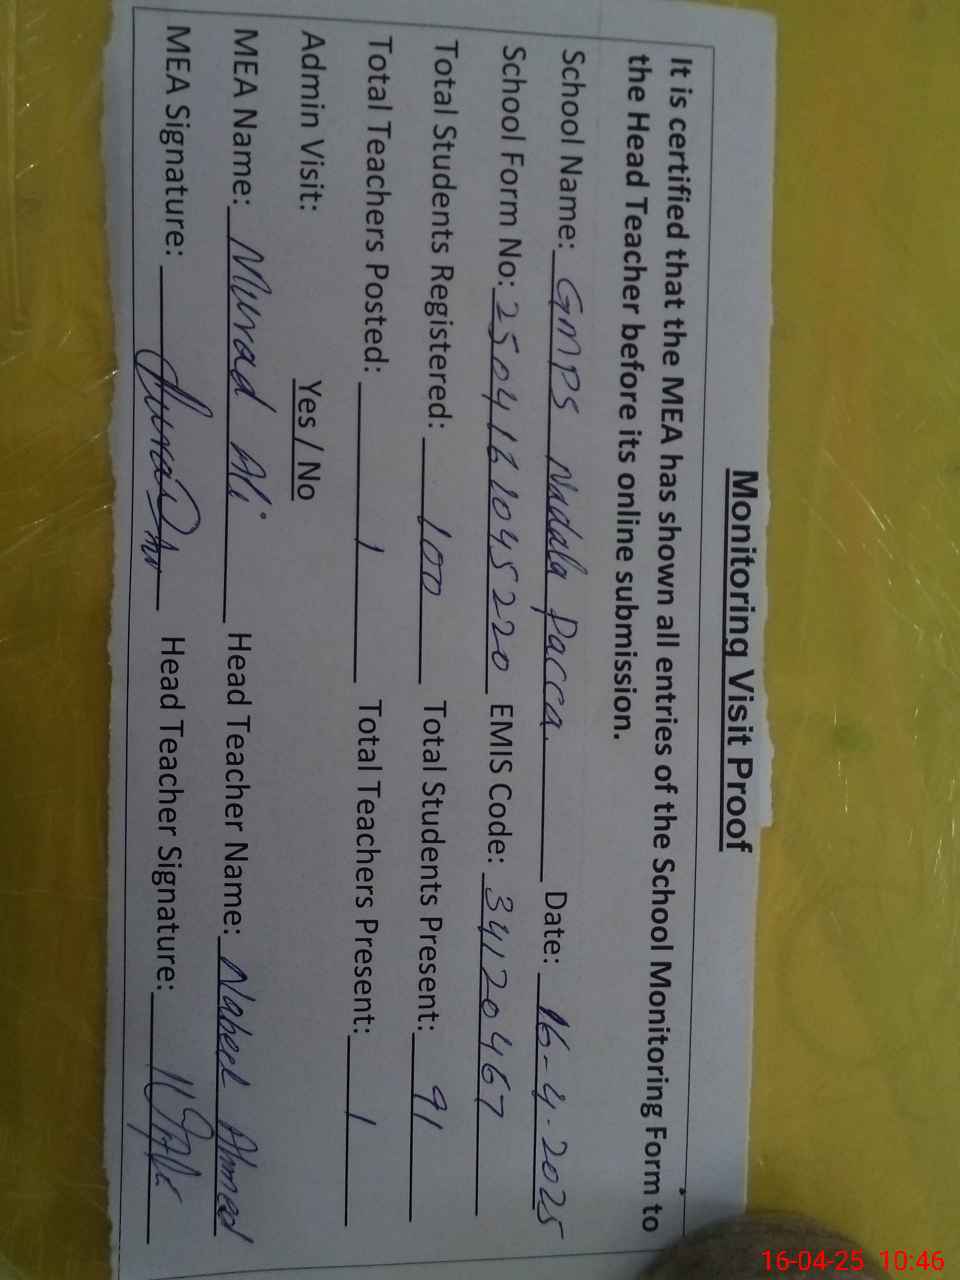 Monitoring Visit Proof
It is certified that the MEA has shown all entries of the School Monitoring Form to
the Head Teacher before its online submission.
School Name: GMPS Nadala Pacca Date: 16-4-2025
School Form No: 2504161045220 EMIS Code: 34120467
Total Students Registered: 100 Total Students Present: 91
Total Teachers Posted: 1 Total Teachers Present: 1
Admin Visit: Yes / No
MEA Name: Murad Ali Head Teacher Name: Nabeel Ahmed
MEA Signature: Head Teacher Signature:
16-04-25 10:46